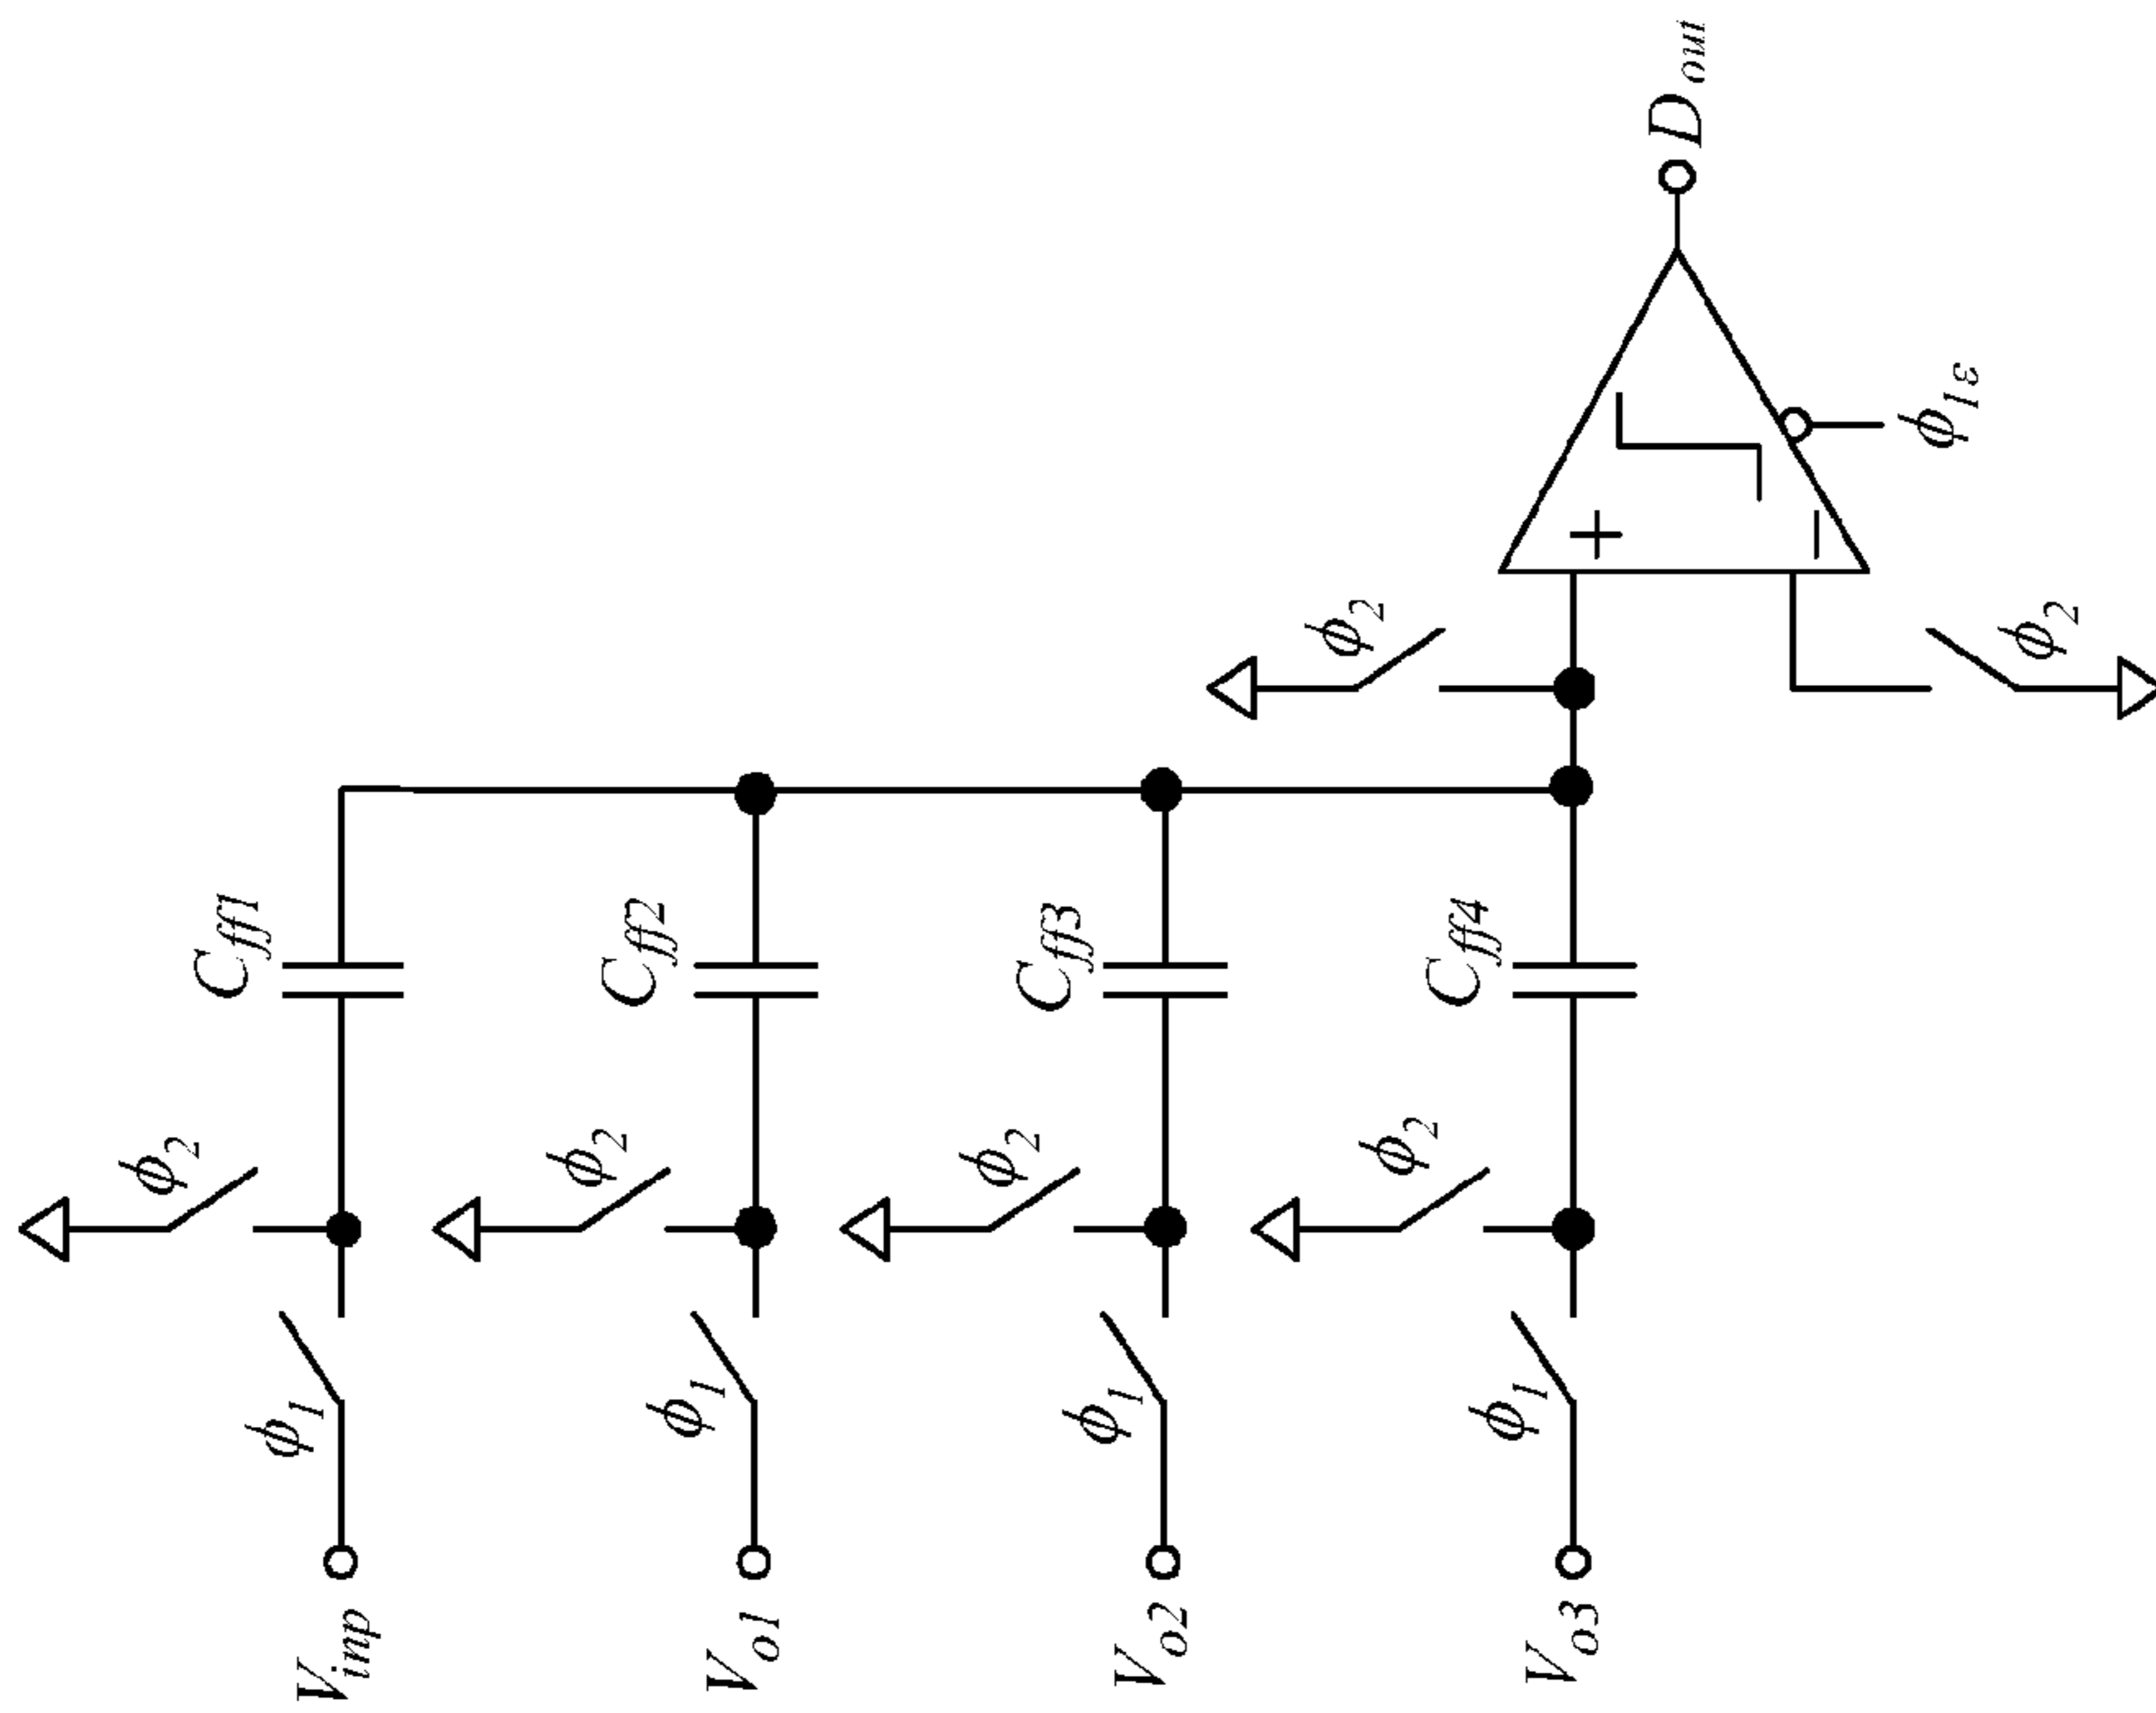 V_inp φ_1 φ_2 C_ff1
V_o1 φ_1 φ_2 C_ff2
V_o2 φ_1 φ_2 C_ff3
V_o3 φ_1 φ_2 C_ff4
φ_2
+
−
D_out
φ_1ε
φ_2